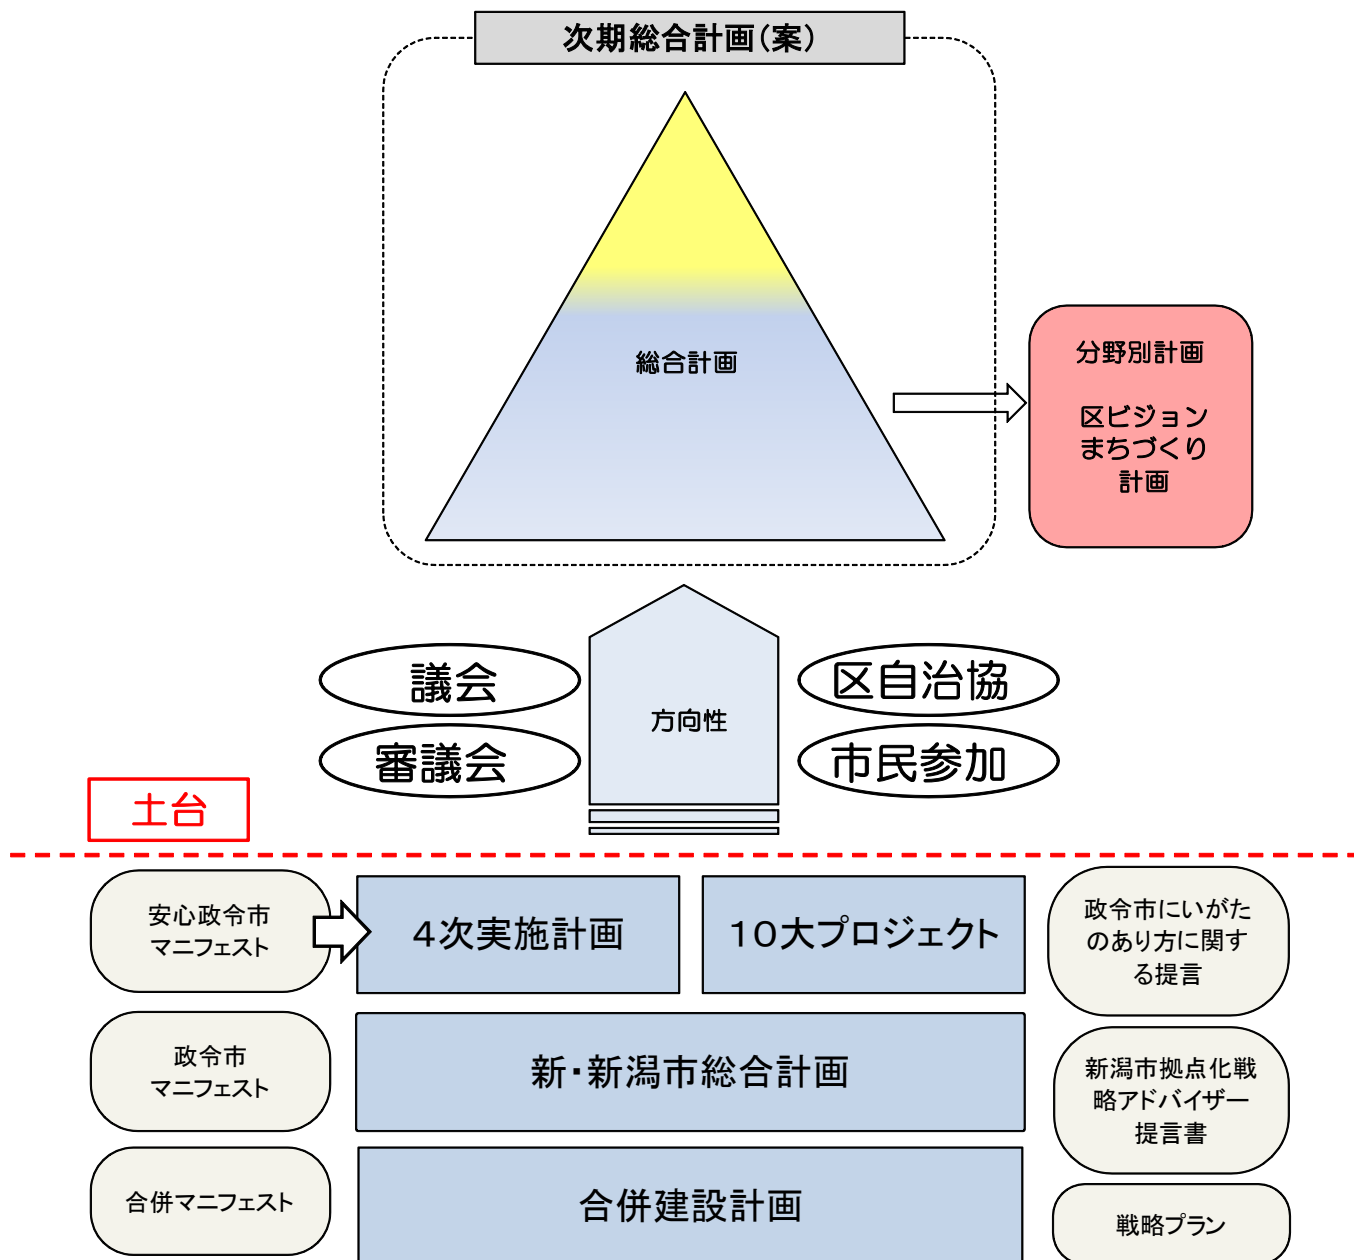 次期総合計画(案)
総合計画
分野別計画
区ビジョン
まちづくり
計画
議会
審議会
方向性
区自治協
市民参加
土台
安心政令市
マニフェスト
4次実施計画
10大プロジェクト
政令市にいがた
のあり方に関す
る提言
政令市
マニフェスト
新・新潟市総合計画
新潟市拠点化戦
略アドバイザー
提言書
合併マニフェスト
合併建設計画
戦略プラン